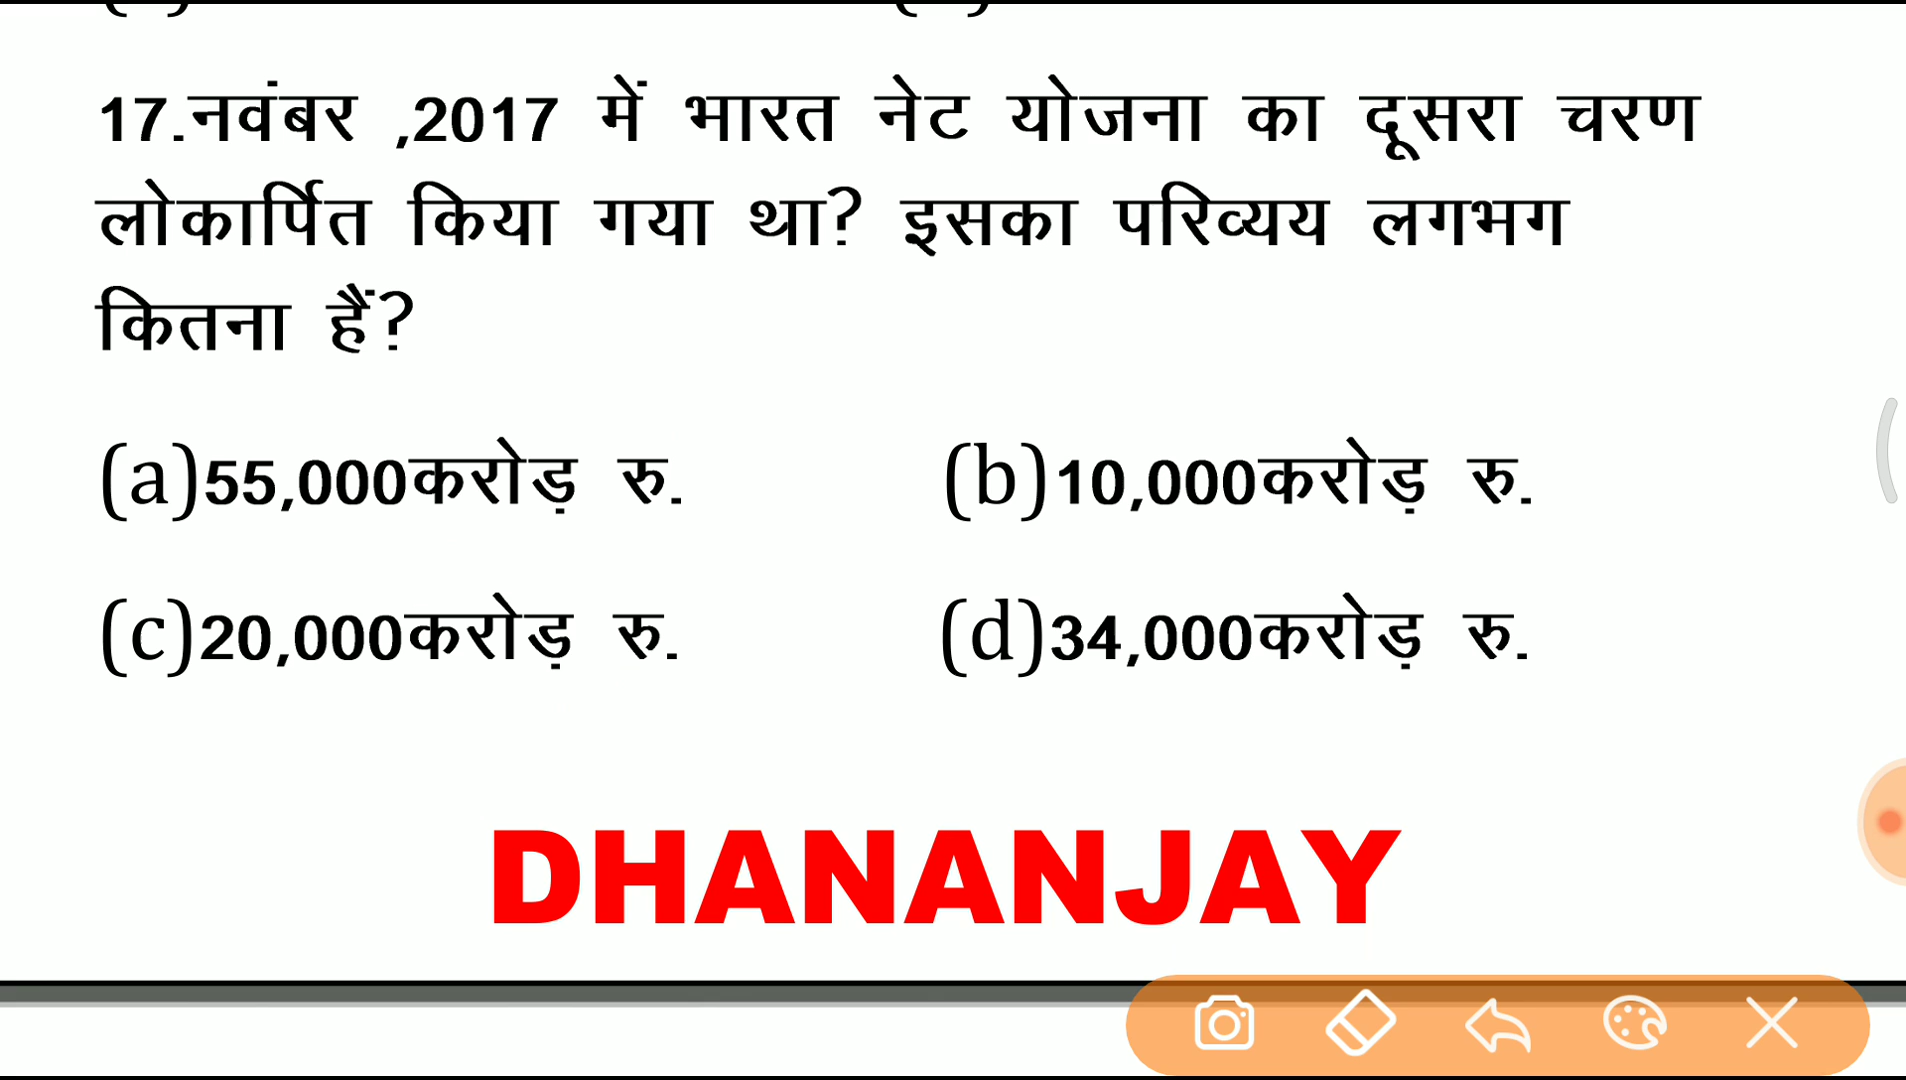 17.नवंबर ,2017 में भारत नेट योजना का दूसरा चरण
लोकार्पित किया गया था? इसका परिव्यय लगभग
कितना हैं?
(a)55,000करोड़ रु. (b)10,000करोड़ रु.
(c)20,000करोड़ रु. (d)34,000करोड़ रु.
DHANANJAY